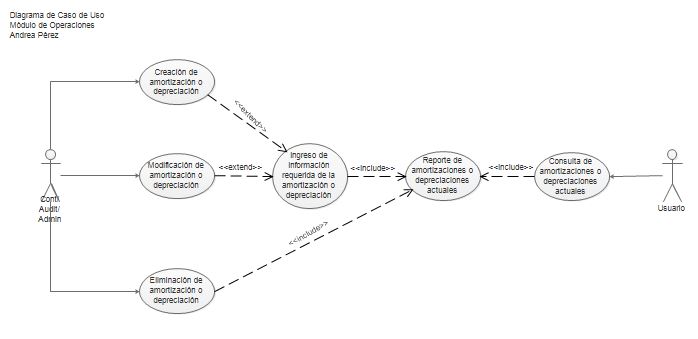 Diagrama de Caso de Uso
Módulo de Operaciones
Andrea Pérez
Creación de
amortización o
depreciación
<<extend>>
Modificación de
amortización o
depreciación
<<extend>>
Ingreso de
información
requerida de la
amortización o
depreciación
<<include>>
Reporte de
amortizaciones o
depreciaciones
actuales
<<include>>
Consulta de
amortizaciones o
depreciaciones
actuales
Cont/
Audit/
Admin
Usuario
<<include>>
Eliminación de
amortización o
depreciación